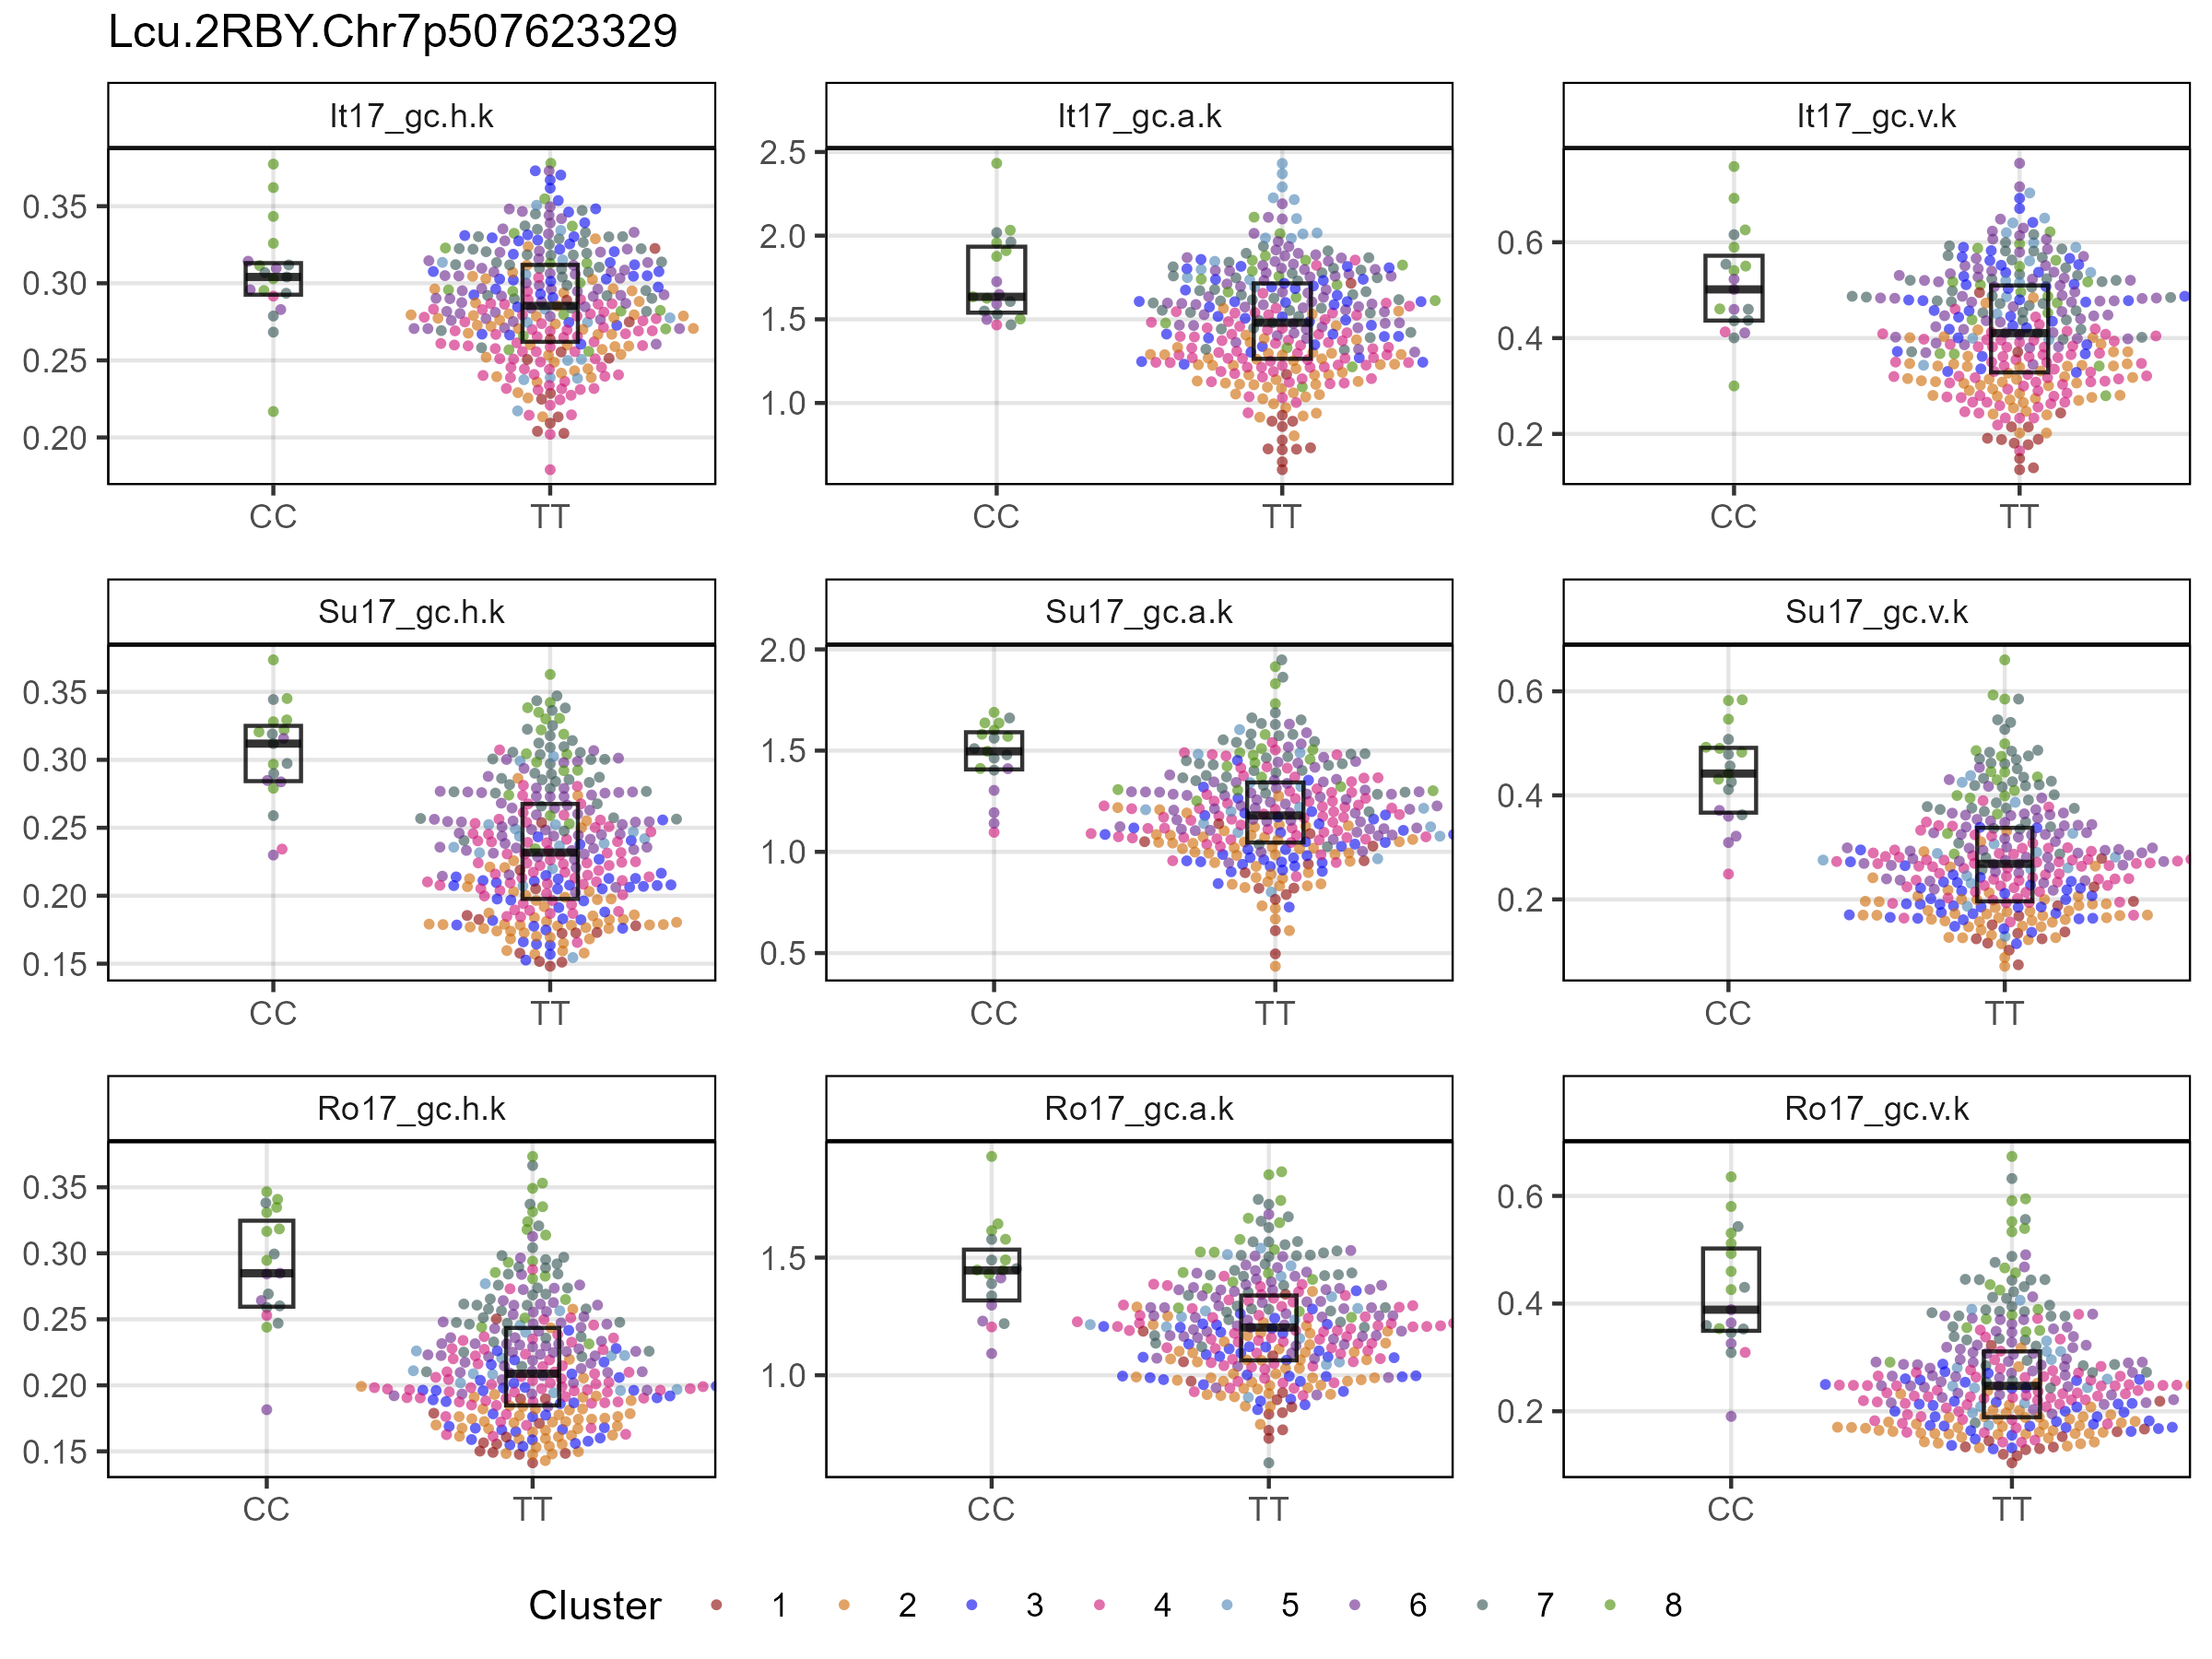 Lcu.2RBY.Chr7p507623329
It17_gc.h.k
It17_gc.a.k
It17_gc.v.k
0.35
0.30
0.25
0.20
2.5
2.0
1.5
1.0
0.6
0.4
0.2
CC TT
CC TT
CC TT
Su17_gc.h.k
Su17_gc.a.k
Su17_gc.v.k
0.35
0.30
0.25
0.20
0.15
2.0
1.5
1.0
0.5
0.6
0.4
0.2
CC TT
CC TT
CC TT
Ro17_gc.h.k
Ro17_gc.a.k
Ro17_gc.v.k
0.35
0.30
0.25
0.20
0.15
1.5
1.0
0.6
0.4
0.2
CC TT
CC TT
CC TT
Cluster 1 2 3 4 5 6 7 8